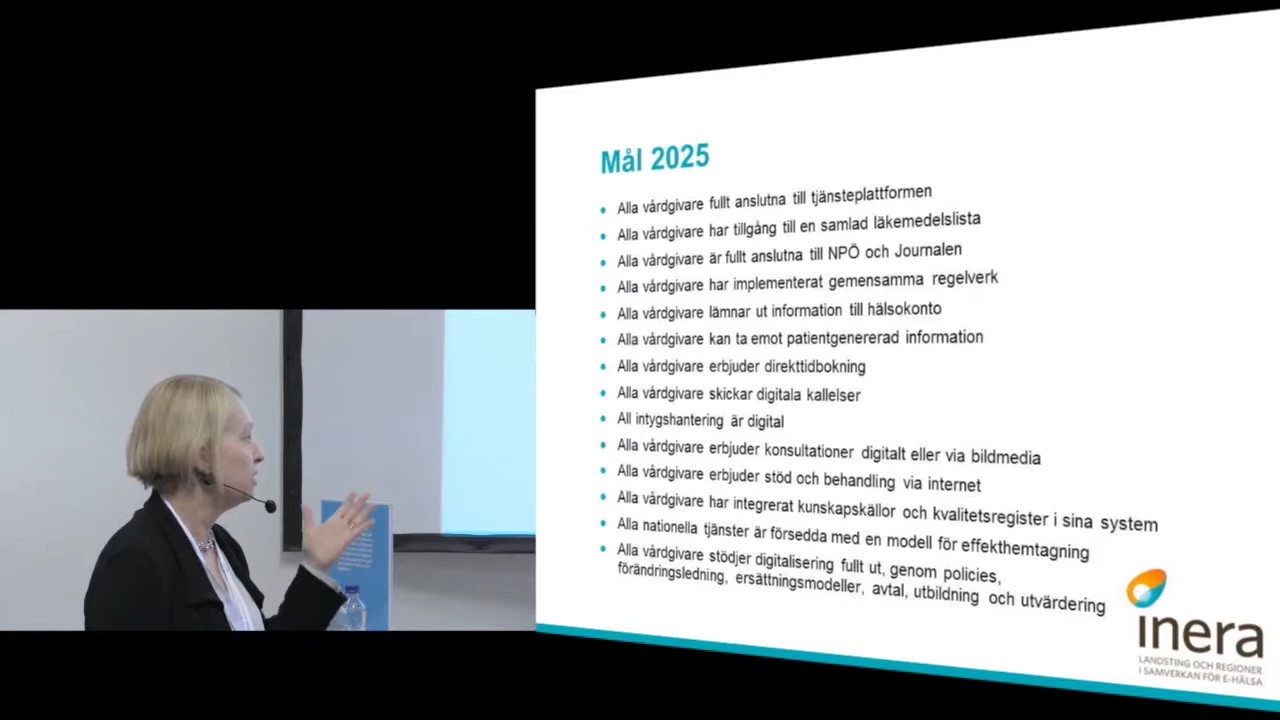 Mål 2025
Alla vårdgivare fullt anslutna till tjänsteplattformen
Alla vårdgivare har tillgång till en samlad läkemedelslista
Alla vårdgivare är fullt anslutna till NPÖ och Journalen
Alla vårdgivare har implementerat gemensamma regelverk
Alla vårdgivare lämnar ut information till hälsokonto
Alla vårdgivare kan ta emot patientgenererad information
Alla vårdgivare erbjuder direkttidbokning
Alla vårdgivare skickar digitala kallelser
All intygshantering är digital
Alla vårdgivare erbjuder konsultationer digitalt eller via bildmedia
Alla vårdgivare erbjuder stöd och behandling via internet
Alla vårdgivare har integrerat kunskapskällor och kvalitetsregister i sina system
Alla nationella tjänster är försedda med en modell för effekthemtagning
Alla vårdgivare stödjer digitalisering fullt ut, genom policies,
förändringsledning, ersättningsmodeller, avtal, utbildning och utvärdering
inera
LANDSTING OCH REGIONER
I SAMVERKAN FÖR E-HÄLSA